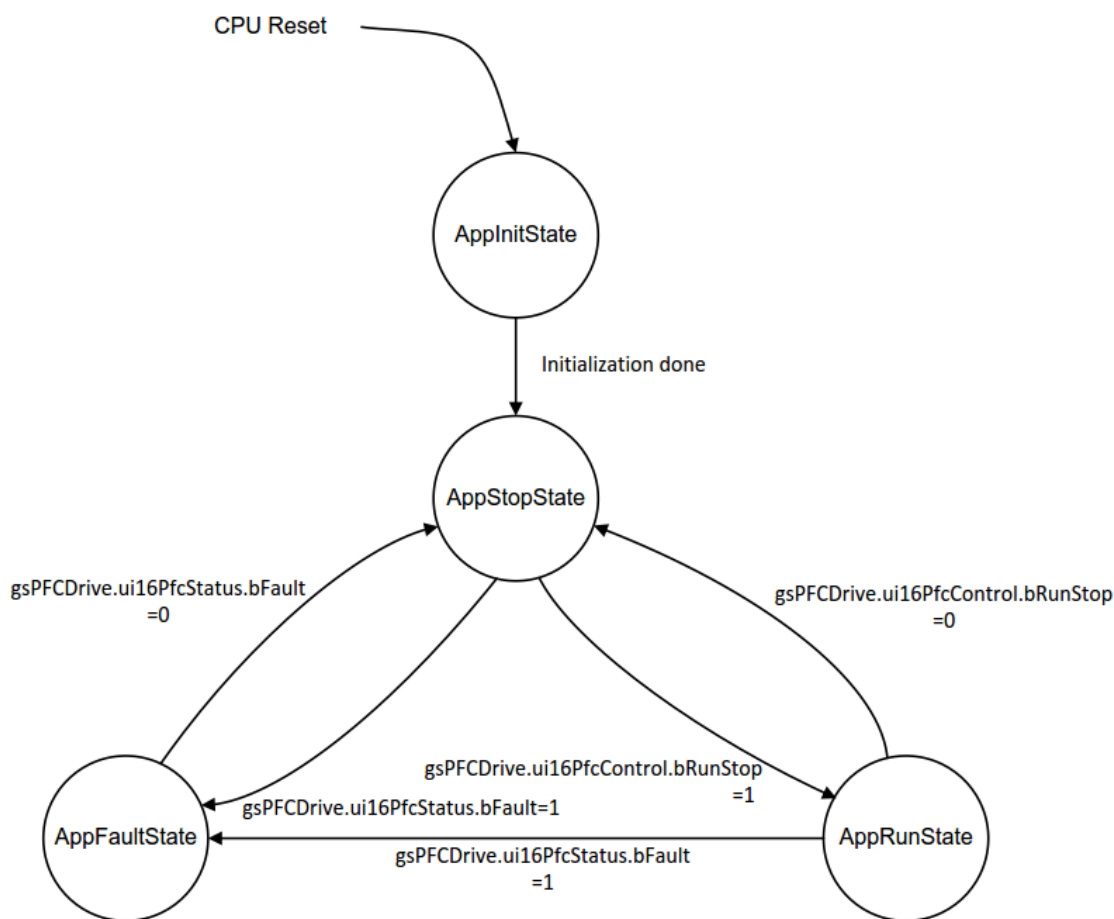 CPU Reset
AppInitState
Initialization done
AppStopState
gsPFCDrive.ui16PfcStatus.bFault
=0
gsPFCDrive.ui16PfcControl.bRunStop
=0
gsPFCDrive.ui16PfcControl.bRunStop
=1
gsPFCDrive.ui16PfcStatus.bFault=1
AppFaultState
AppRunState
gsPFCDrive.ui16PfcStatus.bFault
=1